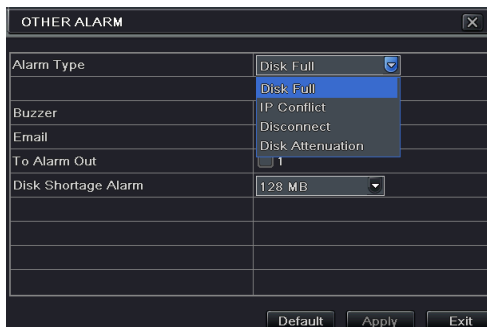 OTHER ALARM
Alarm Type
Disk Full
Disk Full
IP Conflict
Buzzer
Disconnect
Email
Disk Attenuation
To Alarm Out
1
Disk Shortage Alarm
128 MB
Default
Apply
Exit